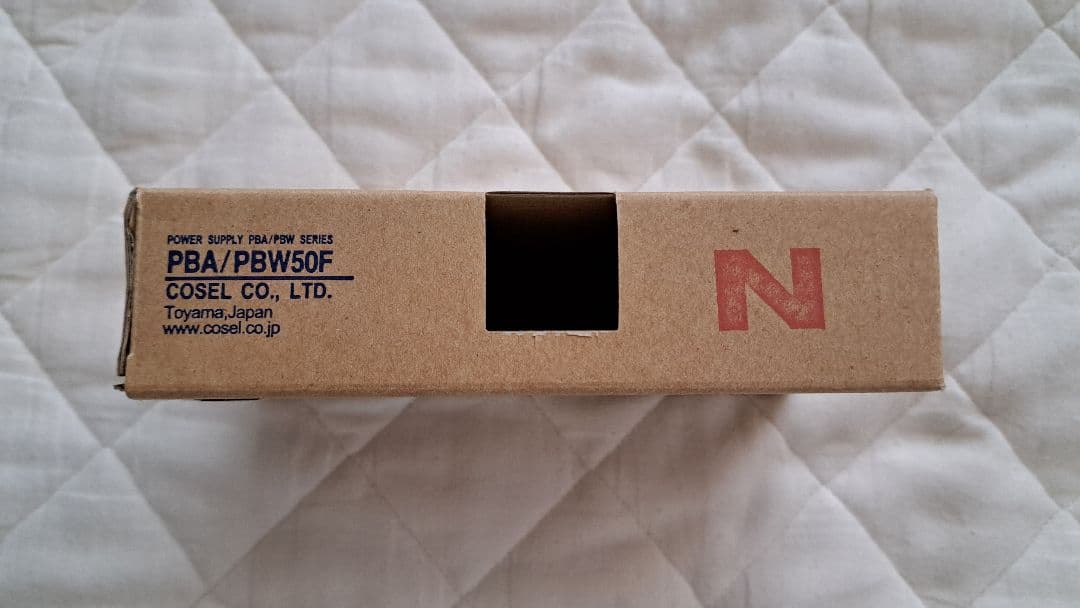 POWER SUPPLY PBA/PBW SERIES
PBA/PBW50F
COSEL CO., LTD.
Toyama,Japan
www.cosel.co.jp
N